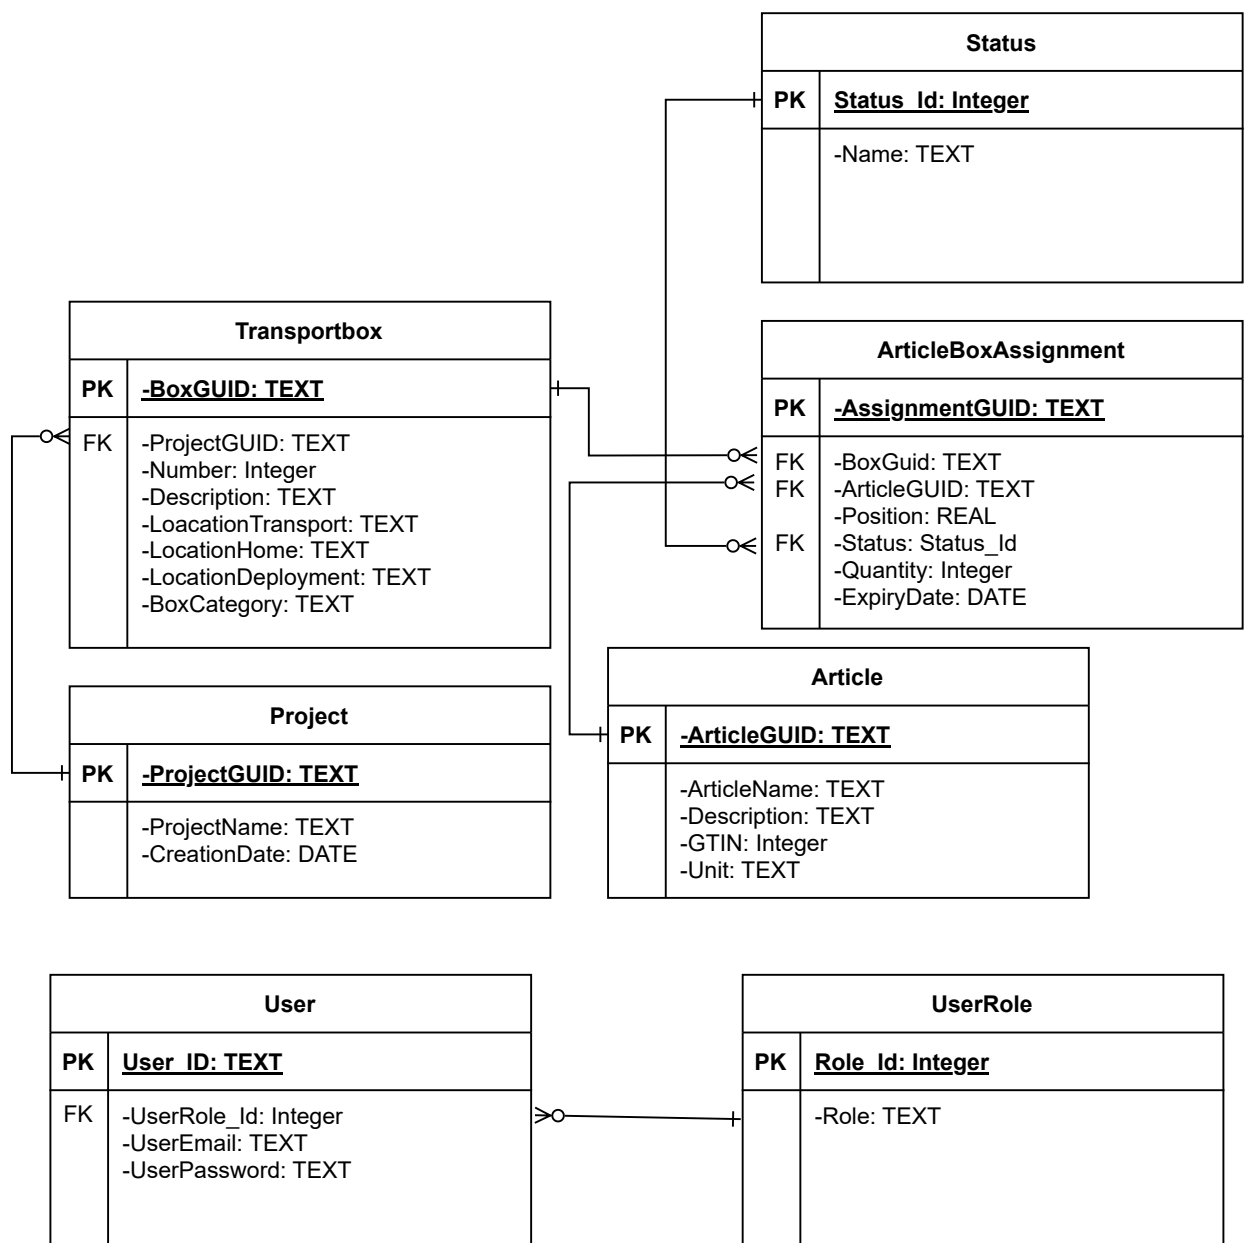 Status
PK
Status_Id: Integer
-Name: TEXT
Transportbox
PK
-BoxGUID: TEXT
FK
-ProjectGUID: TEXT
-Number: Integer
-Description: TEXT
-LoacationTransport: TEXT
-LocationHome: TEXT
-LocationDeployment: TEXT
-BoxCategory: TEXT
ArticleBoxAssignment
PK
-AssignmentGUID: TEXT
FK
-BoxGuid: TEXT
FK
-ArticleGUID: TEXT
-Position: REAL
FK
-Status: Status_Id
-Quantity: Integer
-ExpiryDate: DATE
Project
PK
-ProjectGUID: TEXT
-ProjectName: TEXT
-CreationDate: DATE
Article
PK
-ArticleGUID: TEXT
-ArticleName: TEXT
-Description: TEXT
-GTIN: Integer
-Unit: TEXT
User
PK
User_ID: TEXT
FK
-UserRole_Id: Integer
-UserEmail: TEXT
-UserPassword: TEXT
UserRole
PK
Role_Id: Integer
-Role: TEXT